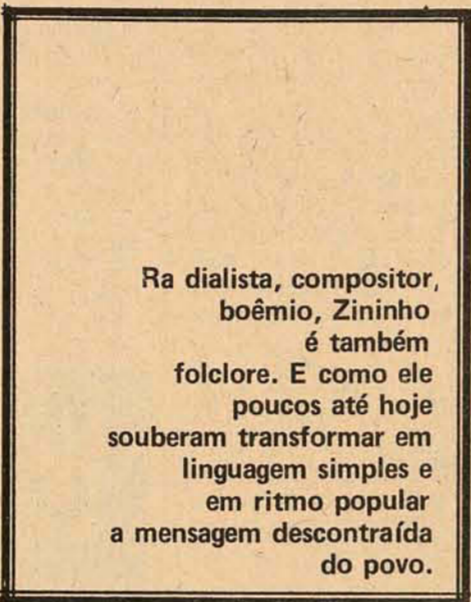 Ra dialista, compositor,
boêmio, Zininho
é também
folclore. E como ele
poucos até hoje
souberam transformar em
linguagem simples e
em ritmo popular
a mensagem descontraída
do povo.